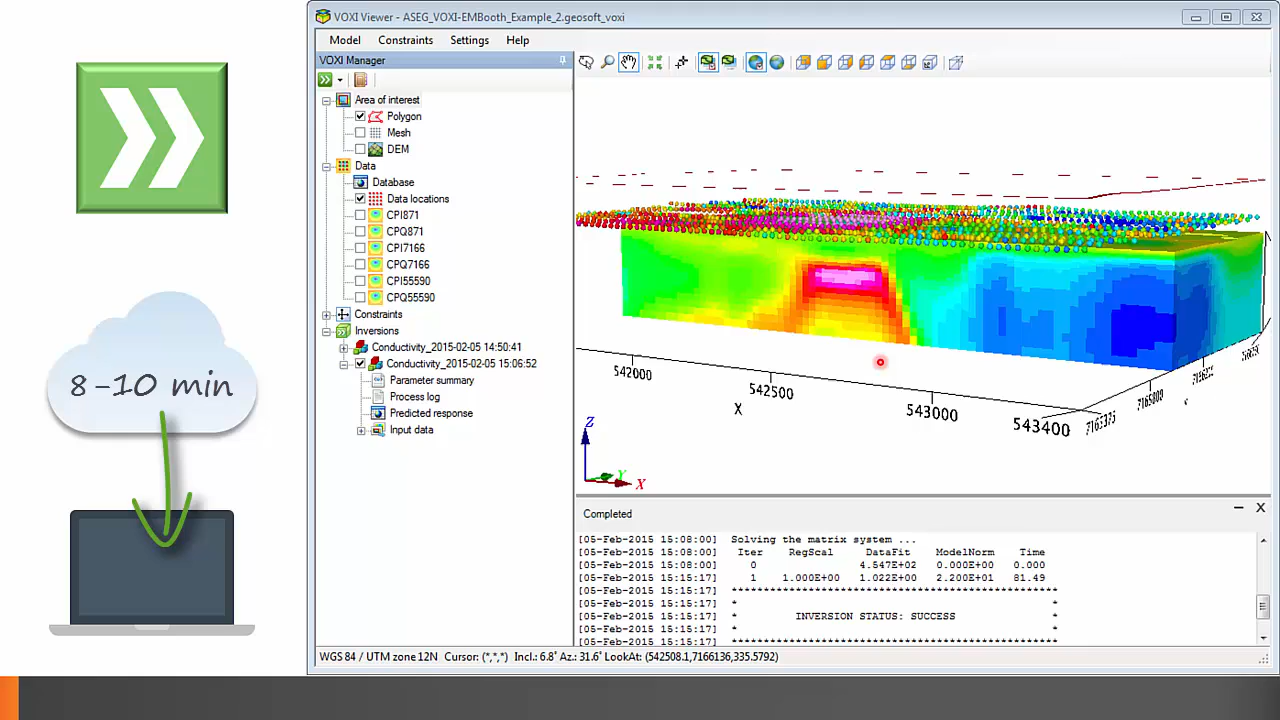 VOXI Viewer - ASEG_VOXI-EMBooth_Example_2.geosoft_voxi
Model Constraints Settings Help
VOXI Manager
Area of interest
Polygon
Mesh
DEM
Data
Database
Data locations
CPI871
CPQ871
CPI7166
CPQ7166
CPI55590
CPQ55590
Constraints
Inversions
Conductivity_2015-02-05 14:50:41
Conductivity_2015-02-05 15:06:52
Parameter summary
Process log
Predicted response
Input data
8-10 min
542000
542500
543000
543400
X
7165375
Z
Y
X
Completed
[05-Feb-2015 15:08:00] Solving the matrix system ...
[05-Feb-2015 15:08:00] Iter RegScal DataFit ModelNorm Time
[05-Feb-2015 15:08:00] 0 4.547E+02 0.000E+00 0.000
[05-Feb-2015 15:15:17] 1 1.000E+00 1.022E+00 2.200E+01 81.49
[05-Feb-2015 15:15:17] *******************************************************
[05-Feb-2015 15:15:17] * *
[05-Feb-2015 15:15:17] * INVERSION STATUS: SUCCESS *
[05-Feb-2015 15:15:17] * *
[05-Feb-2015 15:15:17] *******************************************************
WGS 84 / UTM zone 12N Cursor: (*,*,*) Incl.: 6.8° Az.: 31.6° LookAt: (542508.1,7166136,335.5792)